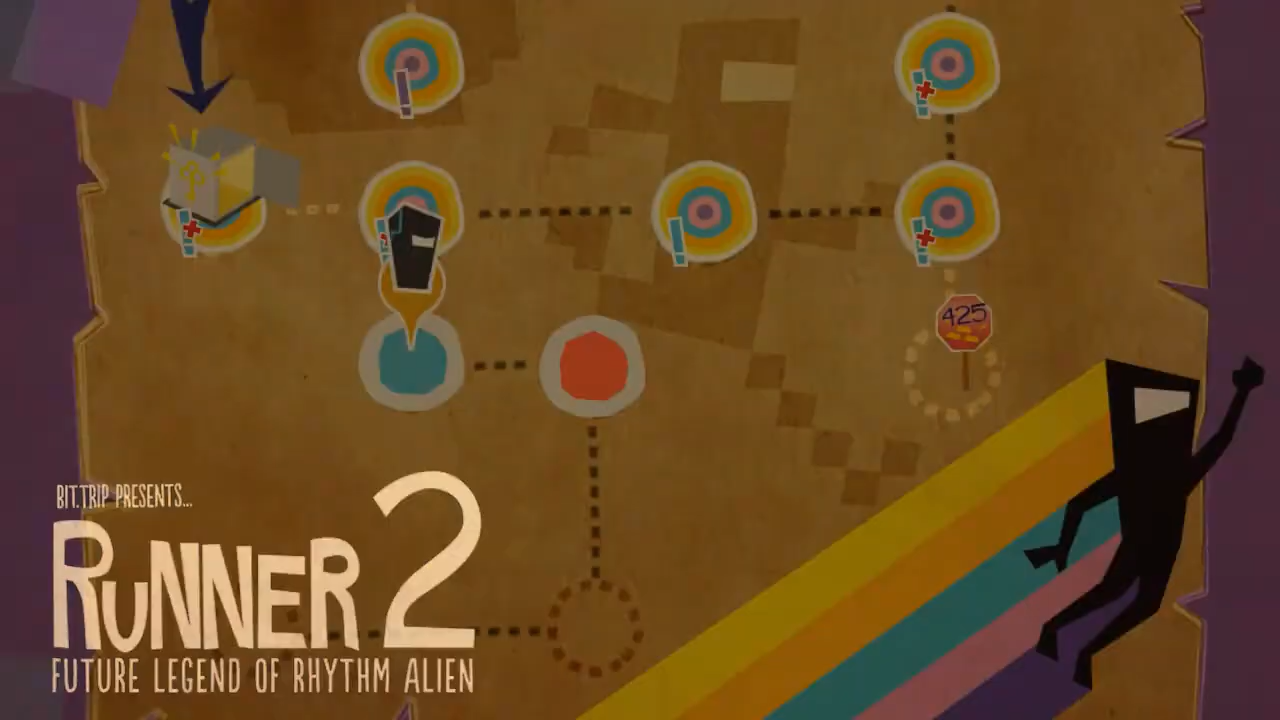 425
BIT.TRIP PRESENTS...
RuNNER 2
FUTURE LEGEND OF RHYTHM ALIEN